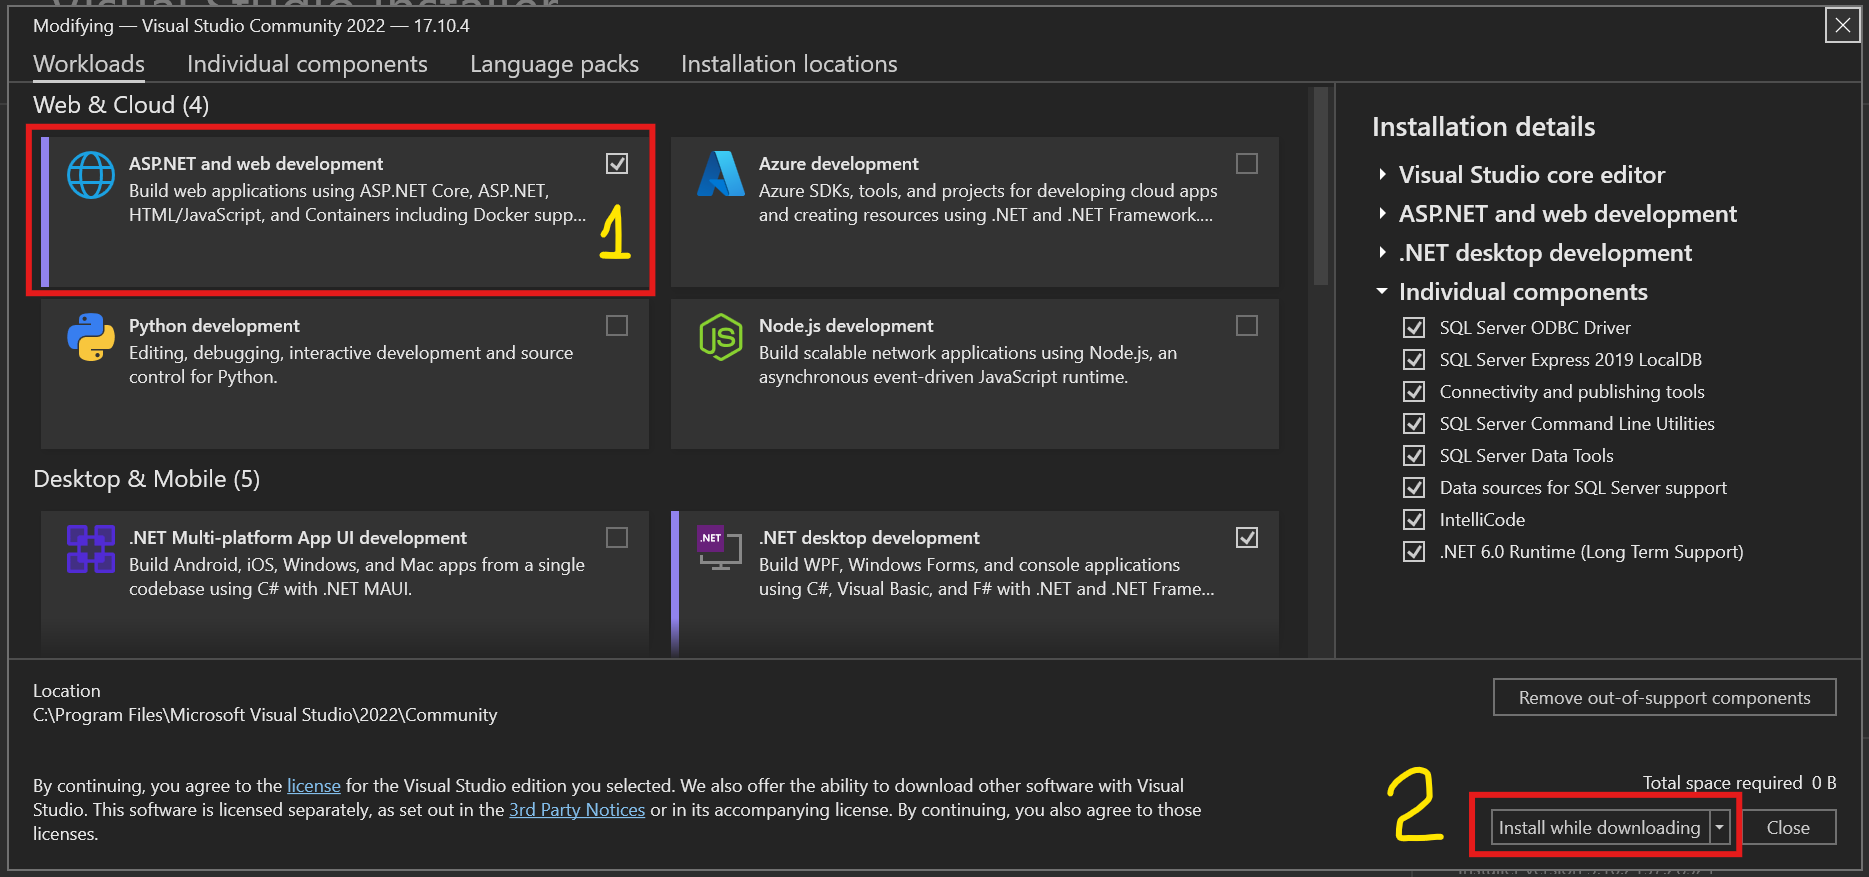 Visual Studio Installer
Modifying — Visual Studio Community 2022 — 17.10.4
Workloads
Individual components
Language packs
Installation locations
Web & Cloud (4)
ASP.NET and web development
Build web applications using ASP.NET Core, ASP.NET,
HTML/JavaScript, and Containers including Docker supp...
1
Azure development
Azure SDKs, tools, and projects for developing cloud apps
and creating resources using .NET and .NET Framework....
Python development
Editing, debugging, interactive development and source
control for Python.
JS
Node.js development
Build scalable network applications using Node.js, an
asynchronous event-driven JavaScript runtime.
Desktop & Mobile (5)
.NET Multi-platform App UI development
Build Android, iOS, Windows, and Mac apps from a single
codebase using C# with .NET MAUI.
.NET
.NET desktop development
Build WPF, Windows Forms, and console applications
using C#, Visual Basic, and F# with .NET and .NET Frame...
Installation details
Visual Studio core editor
ASP.NET and web development
.NET desktop development
Individual components
SQL Server ODBC Driver
SQL Server Express 2019 LocalDB
Connectivity and publishing tools
SQL Server Command Line Utilities
SQL Server Data Tools
Data sources for SQL Server support
IntelliCode
.NET 6.0 Runtime (Long Term Support)
Location
C:\Program Files\Microsoft Visual Studio\2022\Community
Remove out-of-support components
By continuing, you agree to the license for the Visual Studio edition you selected. We also offer the ability to download other software with Visual
Studio. This software is licensed separately, as set out in the 3rd Party Notices or in its accompanying license. By continuing, you also agree to those
licenses.
Total space required 0 B
2
Install while downloading
Close